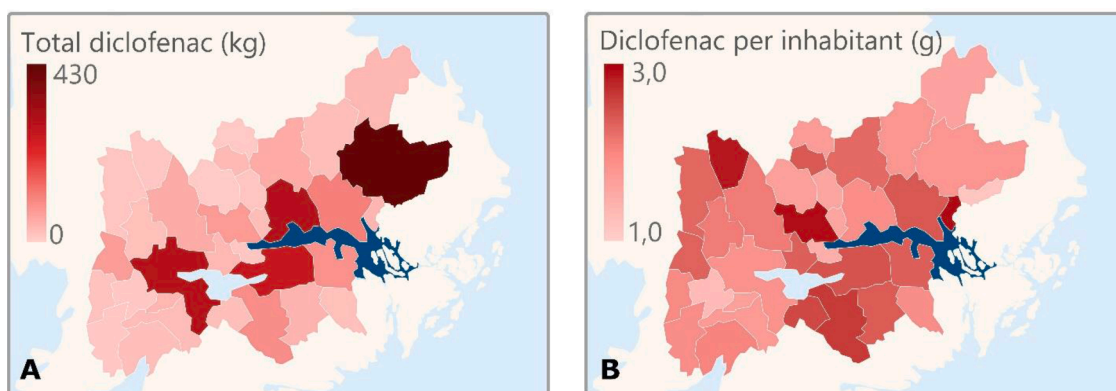 Total diclofenac (kg)
430
0
A
Diclofenac per inhabitant (g)
3,0
1,0
B